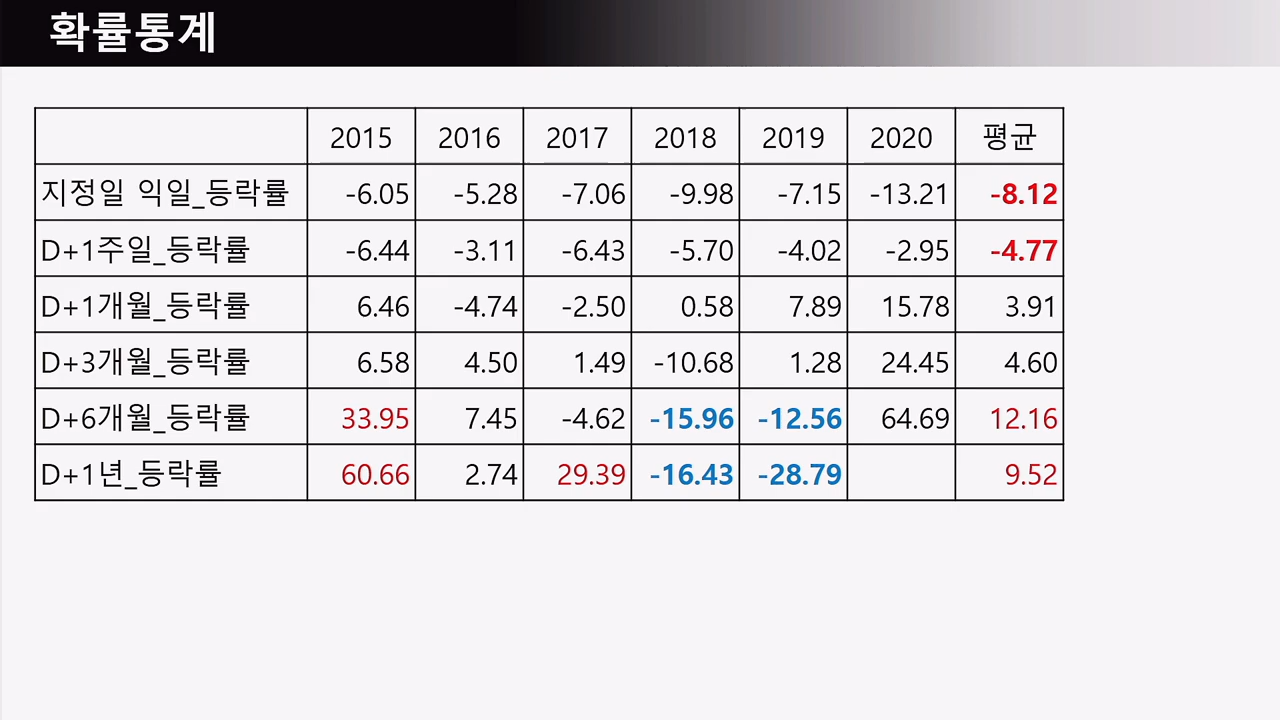 확률통계
2015 2016 2017 2018 2019 2020 평균
지정일 익일_등락률 -6.05 -5.28 -7.06 -9.98 -7.15 -13.21 -8.12
D+1주일_등락률 -6.44 -3.11 -6.43 -5.70 -4.02 -2.95 -4.77
D+1개월_등락률 6.46 -4.74 -2.50 0.58 7.89 15.78 3.91
D+3개월_등락률 6.58 4.50 1.49 -10.68 1.28 24.45 4.60
D+6개월_등락률 33.95 7.45 -4.62 -15.96 -12.56 64.69 12.16
D+1년_등락률 60.66 2.74 29.39 -16.43 -28.79 9.52